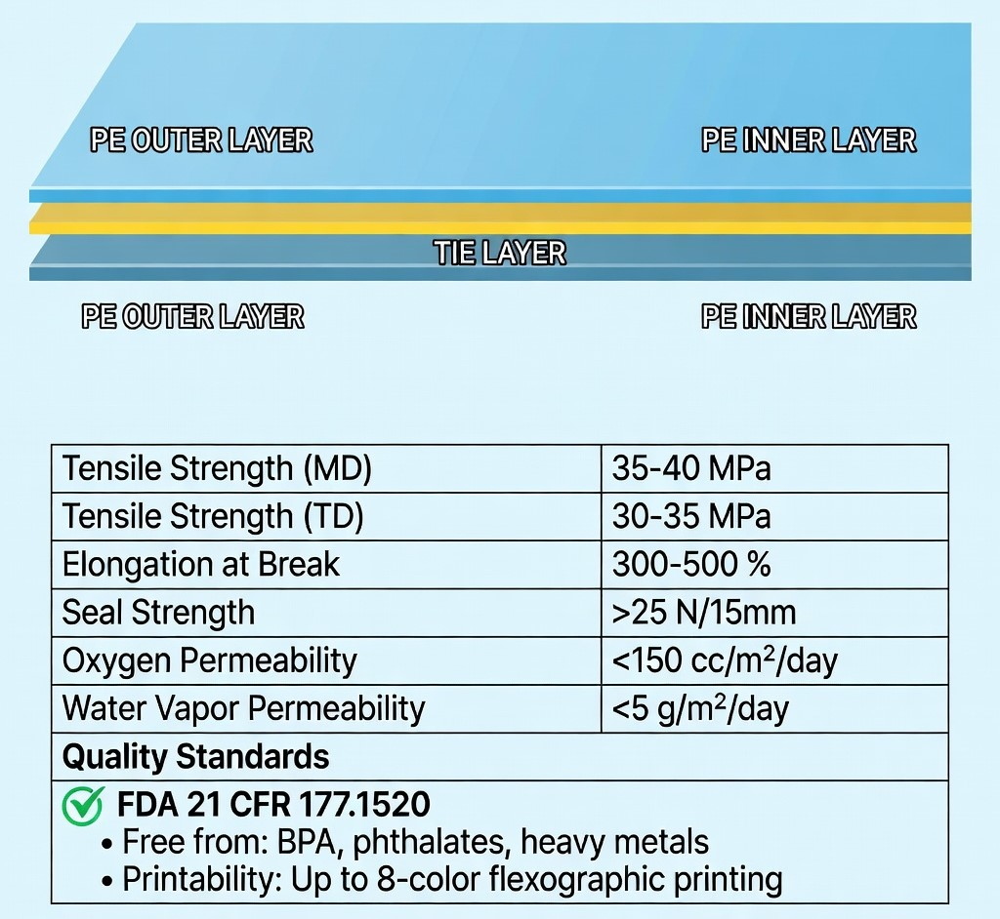 PE OUTER LAYER
PE INNER LAYER
TIE LAYER
PE OUTER LAYER
PE INNER LAYER
Tensile Strength (MD) 35-40 MPa
Tensile Strength (TD) 30-35 MPa
Elongation at Break 300-500 %
Seal Strength >25 N/15mm
Oxygen Permeability <150 cc/m²/day
Water Vapor Permeability <5 g/m²/day
Quality Standards
FDA 21 CFR 177.1520
• Free from: BPA, phthalates, heavy metals
• Printability: Up to 8-color flexographic printing